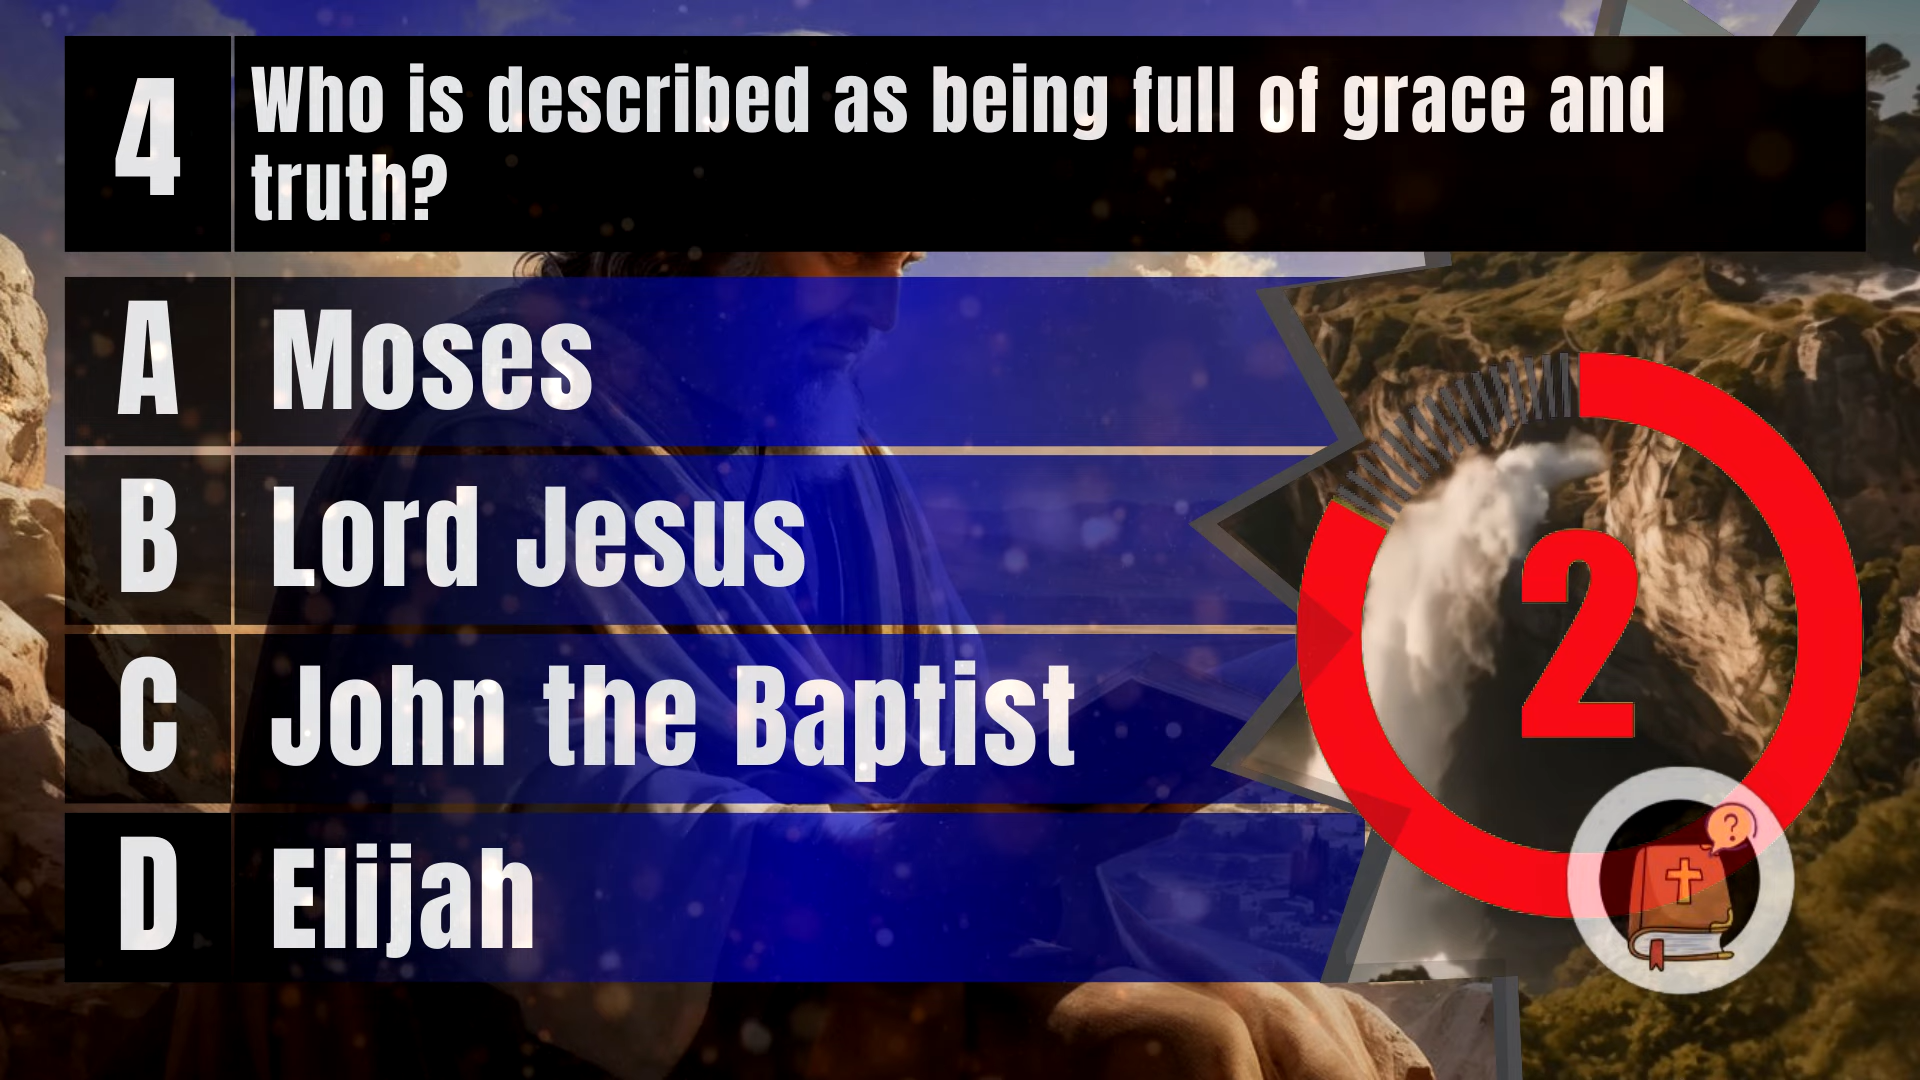 4
Who is described as being full of grace and
truth?
A
Moses
B
Lord Jesus
C
John the Baptist
D
Elijah
2
?